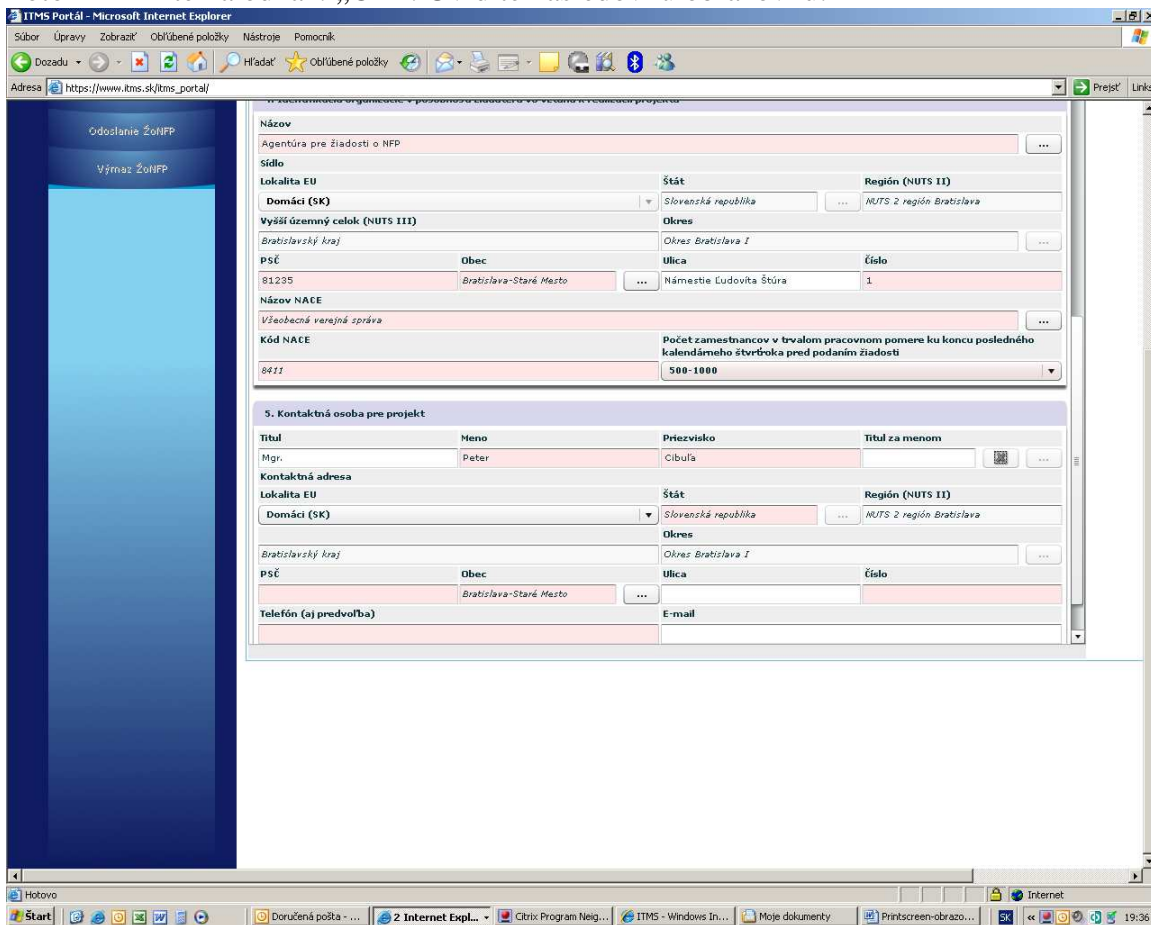 ITMS Portál - Microsoft Internet Explorer
Súbor Úpravy Zobraziť Obľúbené položky Nástroje Pomocník
Dozadu Hľadať Obľúbené položky
Adresa https://www.itms.sk/itms_portal/ Prejsť Links
Odoslanie ŽoNFP
Výmaz ŽoNFP
Názov
Agentúra pre žiadosti o NFP ...
Sídlo
Lokalita EU Štát Región (NUTS II)
Domáci (SK) Slovenská republika ... NUTS 2 región Bratislava
Vyšší územný celok (NUTS III) Okres
Bratislavský kraj Okres Bratislava I ...
PSČ Obec Ulica Číslo
81235 Bratislava-Staré Mesto ... Námestie Ľudovíta Štúra 1
Názov NACE
Všeobecná verejná správa ...
Kód NACE Počet zamestnancov v trvalom pracovnom pomere ku koncu posledného
kalendárneho štvrťroka pred podaním žiadosti
8411 500-1000
5. Kontaktná osoba pre projekt
Titul Meno Priezvisko Titul za menom
Mgr. Peter Cibuľa ...
Kontaktná adresa
Lokalita EU Štát Región (NUTS II)
Domáci (SK) Slovenská republika ... NUTS 2 región Bratislava
Okres
Bratislavský kraj Okres Bratislava I ...
PSČ Obec Ulica Číslo
Bratislava-Staré Mesto ...
Telefón (aj predvoľba) E-mail
Hotovo Internet
Štart Doručená pošta - ... 2 Internet Expl... Citrix Program Neig... ITMS - Windows In... Moje dokumenty Printscreen-obrazo... SK « 19:36